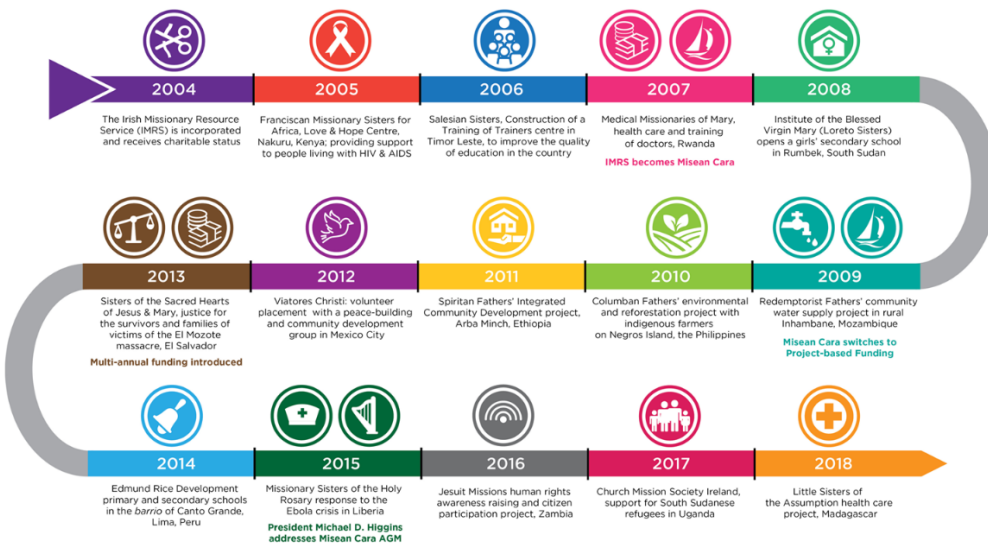 2004
2005
2006
2007
2008
The Irish Missionary Resource
Service (IMRS) is incorporated
and receives charitable status
Franciscan Missionary Sisters for
Africa, Love & Hope Centre,
Nakuru, Kenya; providing support
to people living with HIV & AIDS
Salesian Sisters, Construction of a
Training of Trainers centre in
Timor Leste, to improve the quality
of education in the country
Medical Missionaries of Mary,
health care and training
of doctors, Rwanda
IMRS becomes Misean Cara
Institute of the Blessed
Virgin Mary (Loreto Sisters)
opens a girls' secondary school
in Rumbek, South Sudan
2013
2012
2011
2010
2009
Sisters of the Sacred Hearts
of Jesus & Mary, justice
for the survivors and families of
victims of the El Mozote
massacre, El Salvador
Multi-annual funding introduced
Viatores Christi: volunteer
placement with a peace-building
and community development
group in Mexico City
Spiritan Fathers' Integrated
Community Development project,
Arba Minch, Ethiopia
Columban Fathers' environmental
and reforestation project with
indigenous farmers
on Negros Island, the Philippines
Redemptorist Fathers' community
water supply project in rural
Inhambane, Mozambique
Misean Cara switches to
Project-based Funding
2014
2015
2016
2017
2018
Edmund Rice Development
primary and secondary schools
in the barrio of Canto Grande,
Lima, Peru
Missionary Sisters of the Holy
Rosary response to the
Ebola crisis in Liberia
President Michael D. Higgins
addresses Misean Cara AGM
Jesuit Missions human rights
awareness raising and citizen
participation project, Zambia
Church Mission Society Ireland,
support for South Sudanese
refugees in Uganda
Little Sisters of
the Assumption health care
project, Madagascar